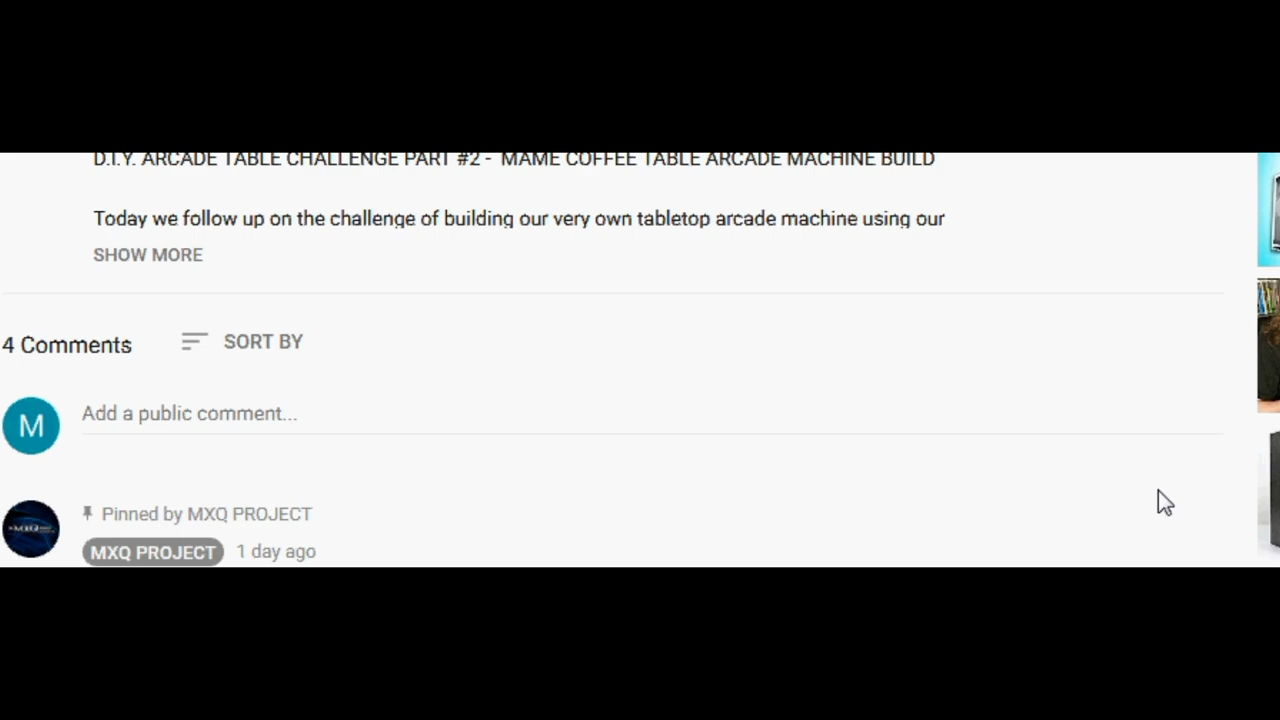 D.I.Y. ARCADE TABLE CHALLENGE PART #2 - MAME COFFEE TABLE ARCADE MACHINE BUILD
Today we follow up on the challenge of building our very own tabletop arcade machine using our
SHOW MORE
4 Comments
SORT BY
M
Add a public comment...
Pinned by MXQ PROJECT
MXQ PROJECT 1 day ago